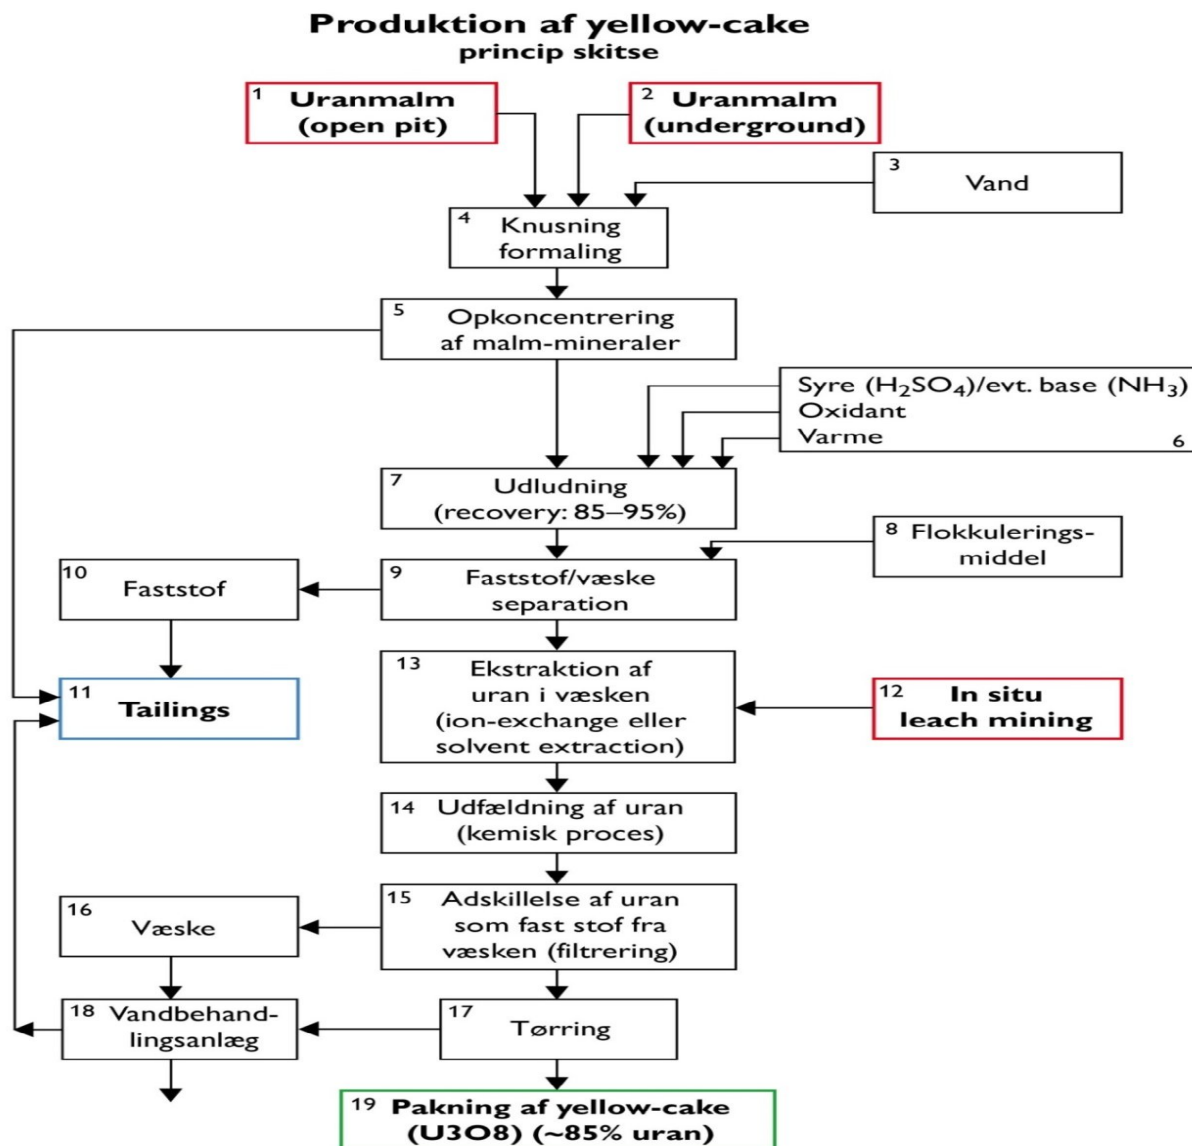 Produktion af yellow-cake
princip skitse
1 Uranmalm
(open pit)
2 Uranmalm
(underground)
3 Vand
4 Knusning
formaling
5 Opkoncentrering
af malm-mineraler
Syre (H₂SO₄)/evt. base (NH₃)
Oxidant
Varme 6
7 Udludning
(recovery: 85–95%)
8 Flokkulerings-
middel
9 Faststof/væske
separation
10 Faststof
11 Tailings
12 In situ
leach mining
13 Ekstraktion af
uran i væsken
(ion-exchange eller
solvent extraction)
14 Udfældning af uran
(kemisk proces)
15 Adskillelse af uran
som fast stof fra
væsken (filtrering)
16 Væske
17 Tørring
18 Vandbehand-
lingsanlæg
19 Pakning af yellow-cake
(U3O8) (~85% uran)